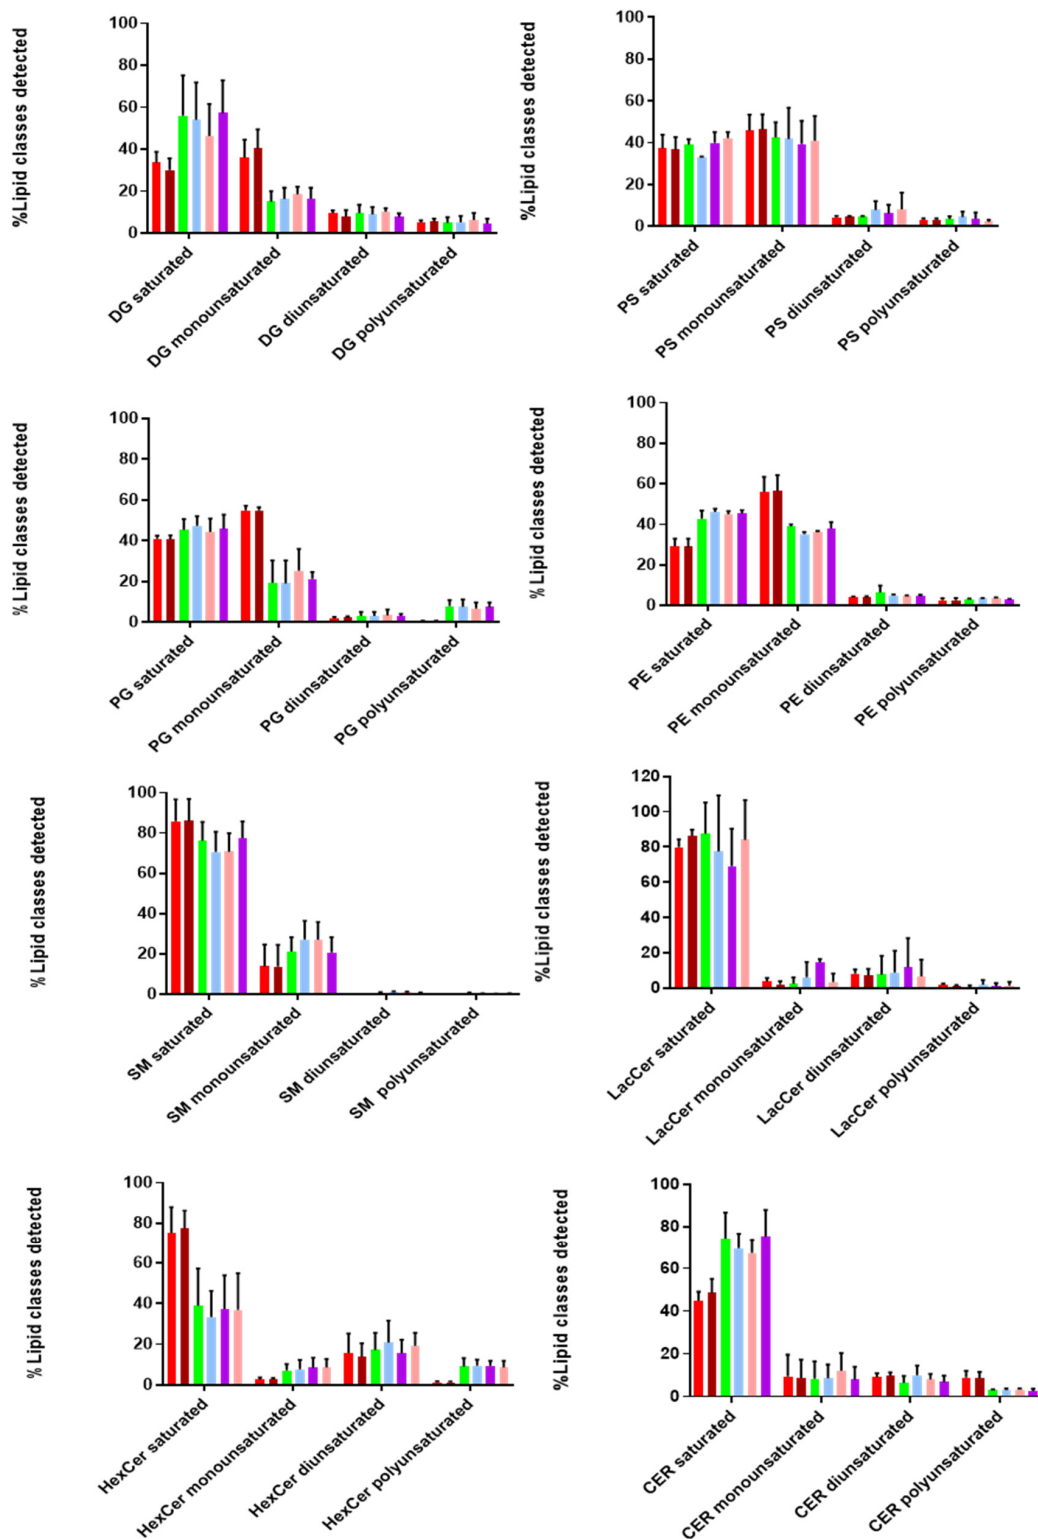 %Lipid classes detected
100
80
60
40
20
0
DG saturated
DG monounsaturated
DG diunsaturated
DG polyunsaturated
%Lipid classes detected
100
80
60
40
20
0
PS saturated
PS monounsaturated
PS diunsaturated
PS polyunsaturated
% Lipid classes detected
100
80
60
40
20
0
PG saturated
PG monounsaturated
PG diunsaturated
PG polyunsaturated
% Lipid classes detected
100
80
60
40
20
0
PE saturated
PE monounsaturated
PE diunsaturated
PE polyunsaturated
% Lipid classes detected
100
80
60
40
20
0
SM saturated
SM monounsaturated
SM diunsaturated
SM polyunsaturated
%Lipid classes detected
120
100
80
60
40
20
0
LacCer saturated
LacCer monounsaturated
LacCer diunsaturated
LacCer polyunsaturated
% Lipid classes detected
100
80
60
40
20
0
HexCer saturated
HexCer monounsaturated
HexCer diunsaturated
HexCer polyunsaturated
%Lipid classes detected
100
80
60
40
20
0
CER saturated
CER monounsaturated
CER diunsaturated
CER polyunsaturated